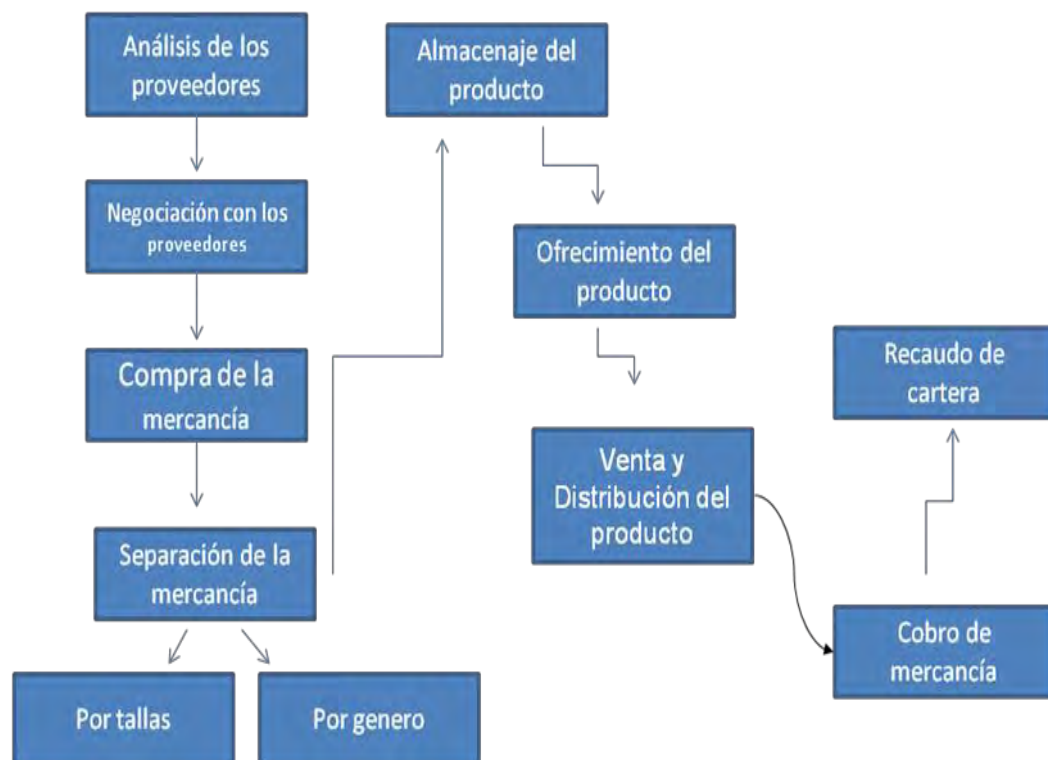 Análisis de los
proveedores
Negociación con los
proveedores
Compra de la
mercancía
Separación de la
mercancía
Por tallas
Por genero
Almacenaje del
producto
Ofrecimiento del
producto
Venta y
Distribución del
producto
Cobro de
mercancía
Recaudo de
cartera